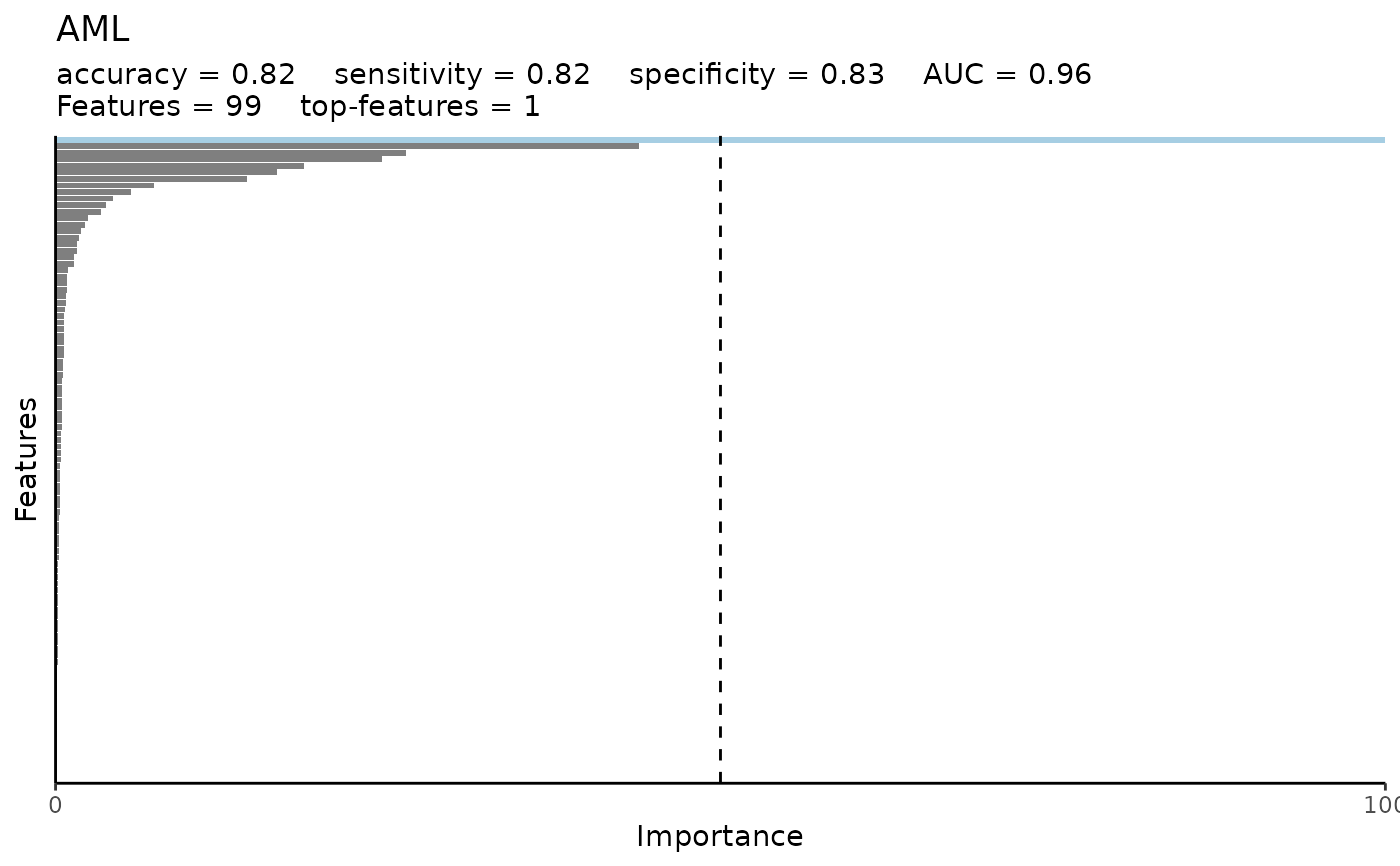 AML
accuracy = 0.82 sensitivity = 0.82 specificity = 0.83 AUC = 0.96
Features = 99 top-features = 1
Features
0 100
Importance